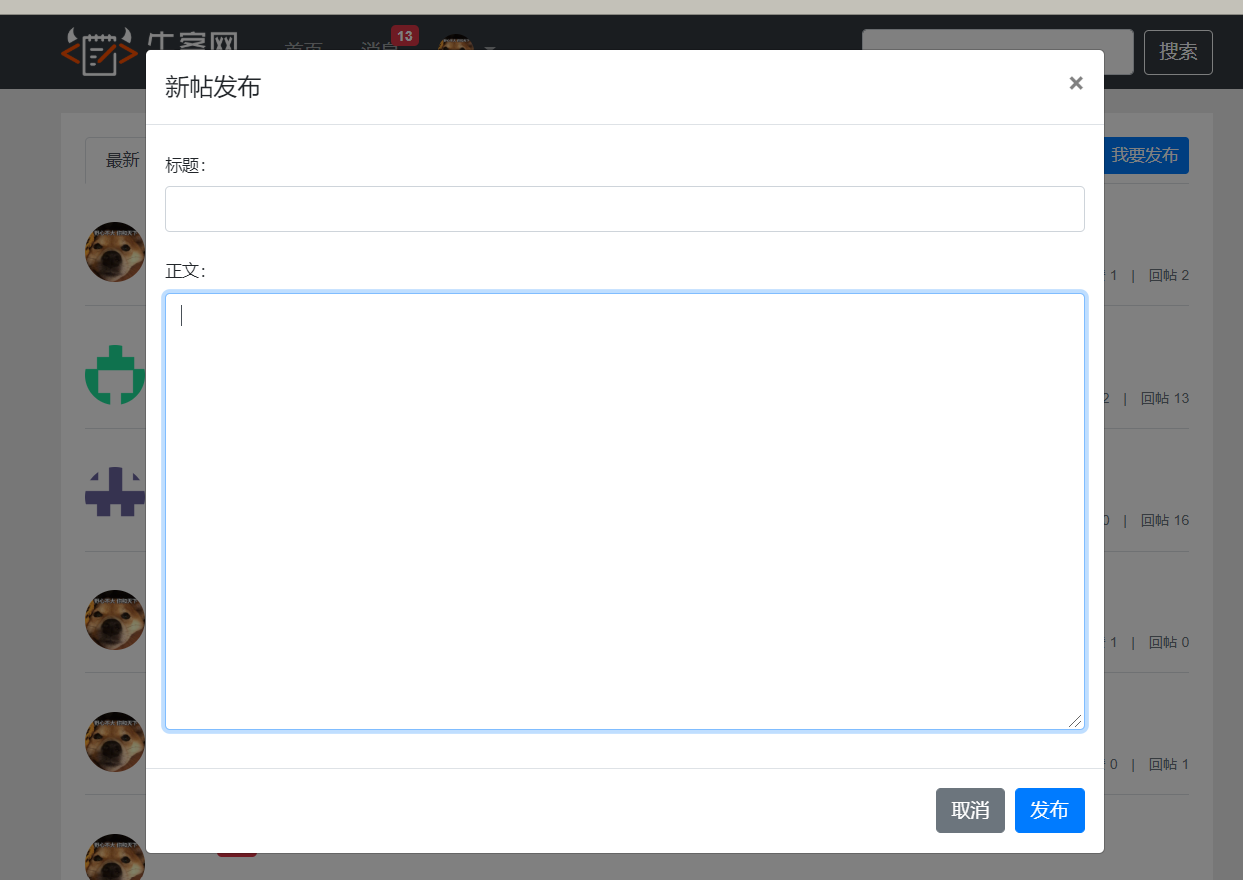 牛客网
首页
消息
13
搜索
新帖发布
×
最新
我要发布
标题：
正文：
1 | 回帖 2
2 | 回帖 13
0 | 回帖 16
1 | 回帖 0
0 | 回帖 1
取消
发布